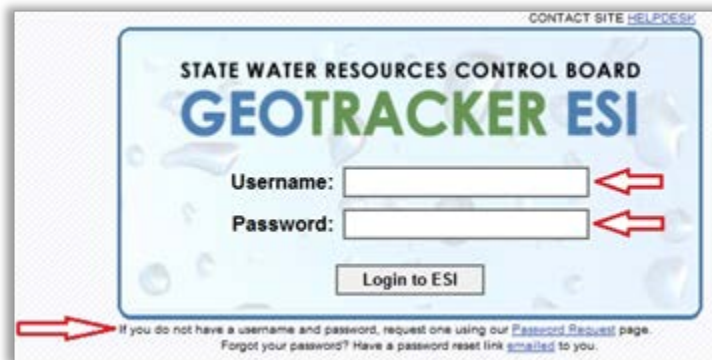 CONTACT SITE HELPDESK
STATE WATER RESOURCES CONTROL BOARD
GEOTRACKER ESI
Username:
Password:
Login to ESI
If you do not have a username and password, request one using our Password Request page.
Forgot your password? Have a password reset link emailed to you.